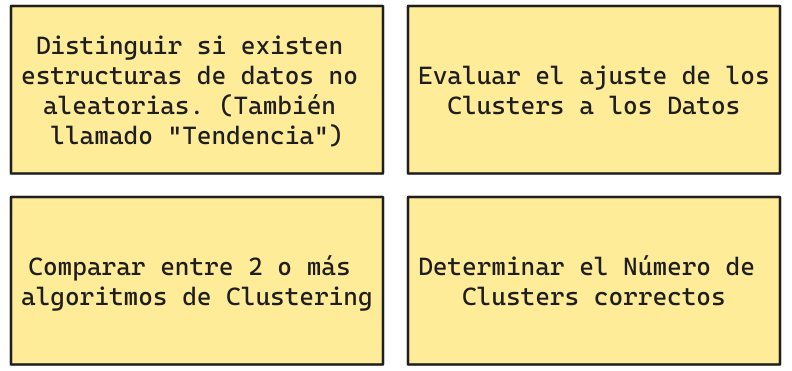 Distinguir si existen
estructuras de datos no
aleatorias. (También
llamado "Tendencia")
Evaluar el ajuste de los
Clusters a los Datos
Comparar entre 2 o más
algoritmos de Clustering
Determinar el Número de
Clusters correctos